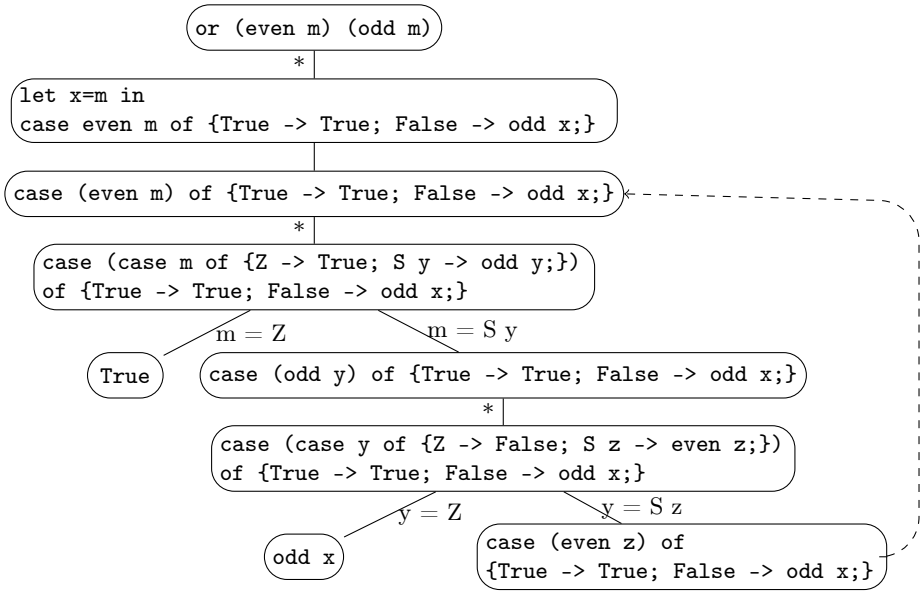 or (even m) (odd m)
*
let x=m in
case even m of {True -> True; False -> odd x;}
case (even m) of {True -> True; False -> odd x;}
*
case (case m of {Z -> True; S y -> odd y;})
of {True -> True; False -> odd x;}
m = Z
m = S y
True
case (odd y) of {True -> True; False -> odd x;}
*
case (case y of {Z -> False; S z -> even z;})
of {True -> True; False -> odd x;}
y = Z
y = S z
odd x
case (even z) of
{True -> True; False -> odd x;}